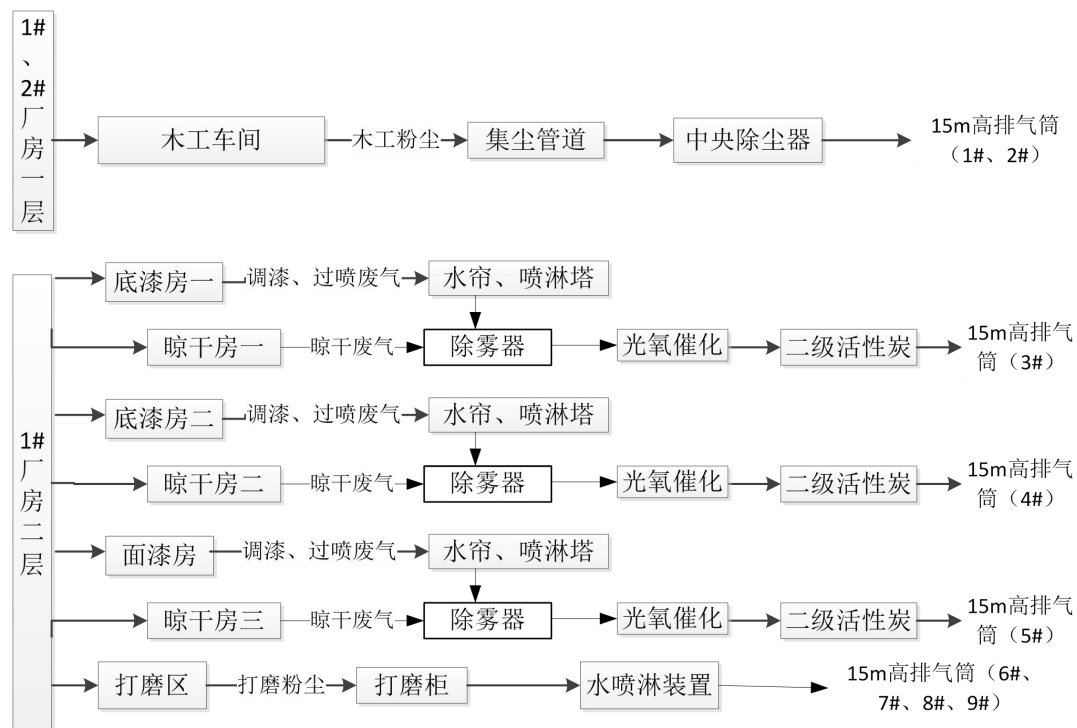 1#
、
2#
厂
房
一
层
木工车间
木工粉尘
集尘管道
中央除尘器
15m高排气筒
（1#、2#）
1#
厂
房
二
层
底漆房一
调漆、过喷废气
水帘、喷淋塔
晾干房一
晾干废气
除雾器
光氧催化
二级活性炭
15m高排气
筒（3#）
底漆房二
调漆、过喷废气
水帘、喷淋塔
晾干房二
晾干废气
除雾器
光氧催化
二级活性炭
15m高排气
筒（4#）
面漆房
调漆、过喷废气
水帘、喷淋塔
晾干房三
晾干废气
除雾器
光氧催化
二级活性炭
15m高排气
筒（5#）
打磨区
打磨粉尘
打磨柜
水喷淋装置
15m高排气筒（6#、
7#、8#、9#）